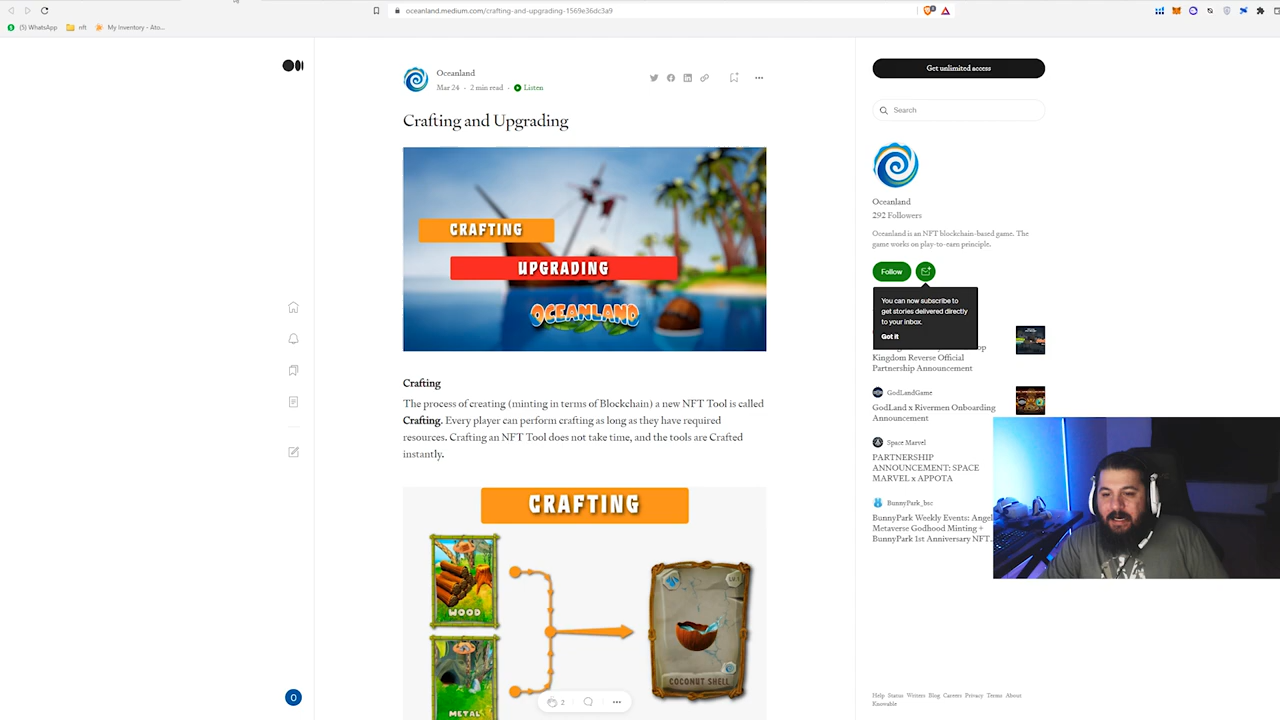 oceanland.medium.com/crafting-and-upgrading-1569e36dc3a9
(5) WhatsApp
nft
My Inventory - Ato...
Oceanland
Mar 24 · 2 min read · Listen
Crafting and Upgrading
CRAFTING
UPGRADING
OCEANLAND
Crafting
The process of creating (minting in terms of Blockchain) a new NFT Tool is called
Crafting. Every player can perform crafting as long as they have required
resources. Crafting an NFT Tool does not take time, and the tools are Crafted
instantly.
CRAFTING
WOOD
METAL
LV.1
COCONUT SHELL
2
O
Get unlimited access
Search
Oceanland
292 Followers
Oceanland is an NFT blockchain-based game. The
game works on play-to-earn principle.
Follow
You can now subscribe to
get stories delivered directly
to your inbox.
Got it
Kingdom Reverse Official
Partnership Announcement
GodLandGame
GodLand x Rivermen Onboarding
Announcement
Space Marvel
PARTNERSHIP
ANNOUNCEMENT: SPACE
MARVEL x APPOTA
BunnyPark_bsc
BunnyPark Weekly Events: Angel
Metaverse Godhood Minting +
BunnyPark 1st Anniversary NFT...
Help Status Writers Blog Careers Privacy Terms About
Knowable